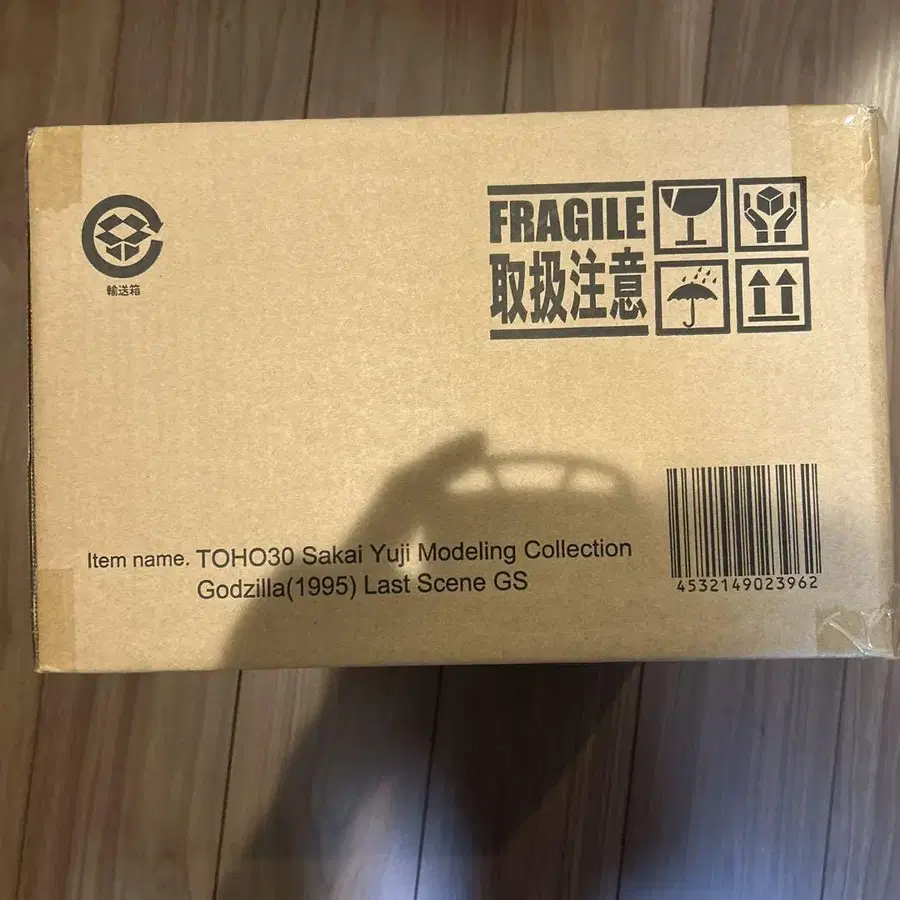 輸送箱
FRAGILE
取扱注意
Item name. TOHO30 Sakai Yuji Modeling Collection
Godzilla(1995) Last Scene GS
4532149023962